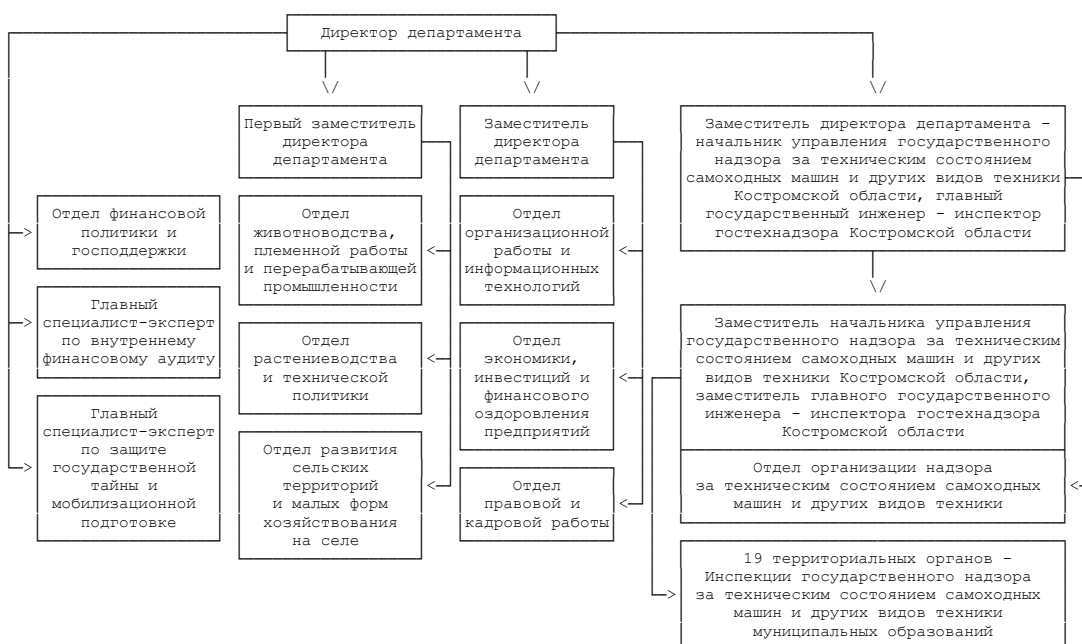 Директор департамента
Первый заместитель
директора
департамента
Заместитель
директора
департамента
Заместитель директора департамента -
начальник управления государственного
надзора за техническим состоянием
самоходных машин и других видов техники
Костромской области, главный
государственный инженер - инспектор
гостехнадзора Костромской области
Отдел финансовой
политики и
господдержки
Отдел
животноводства,
племенной работы
и перерабатывающей
промышленности
Отдел
организационной
работы и
информационных
технологий
Главный
специалист-эксперт
по внутреннему
финансовому аудиту
Отдел
растениеводства
и технической
политики
Отдел
экономики,
инвестиций и
финансового
оздоровления
предприятий
Заместитель начальника управления
государственного надзора за техническим
состоянием самоходных машин и других
видов техники Костромской области,
заместитель главного государственного
инженера - инспектора гостехнадзора
Костромской области
Главный
специалист-эксперт
по защите
государственной
тайны и
мобилизационной
подготовке
Отдел развития
сельских
территорий
и малых форм
хозяйствования
на селе
Отдел
правовой и
кадровой работы
Отдел организации надзора
за техническим состоянием самоходных
машин и других видов техники
19 территориальных органов -
Инспекции государственного надзора
за техническим состоянием самоходных
машин и других видов техники
муниципальных образований